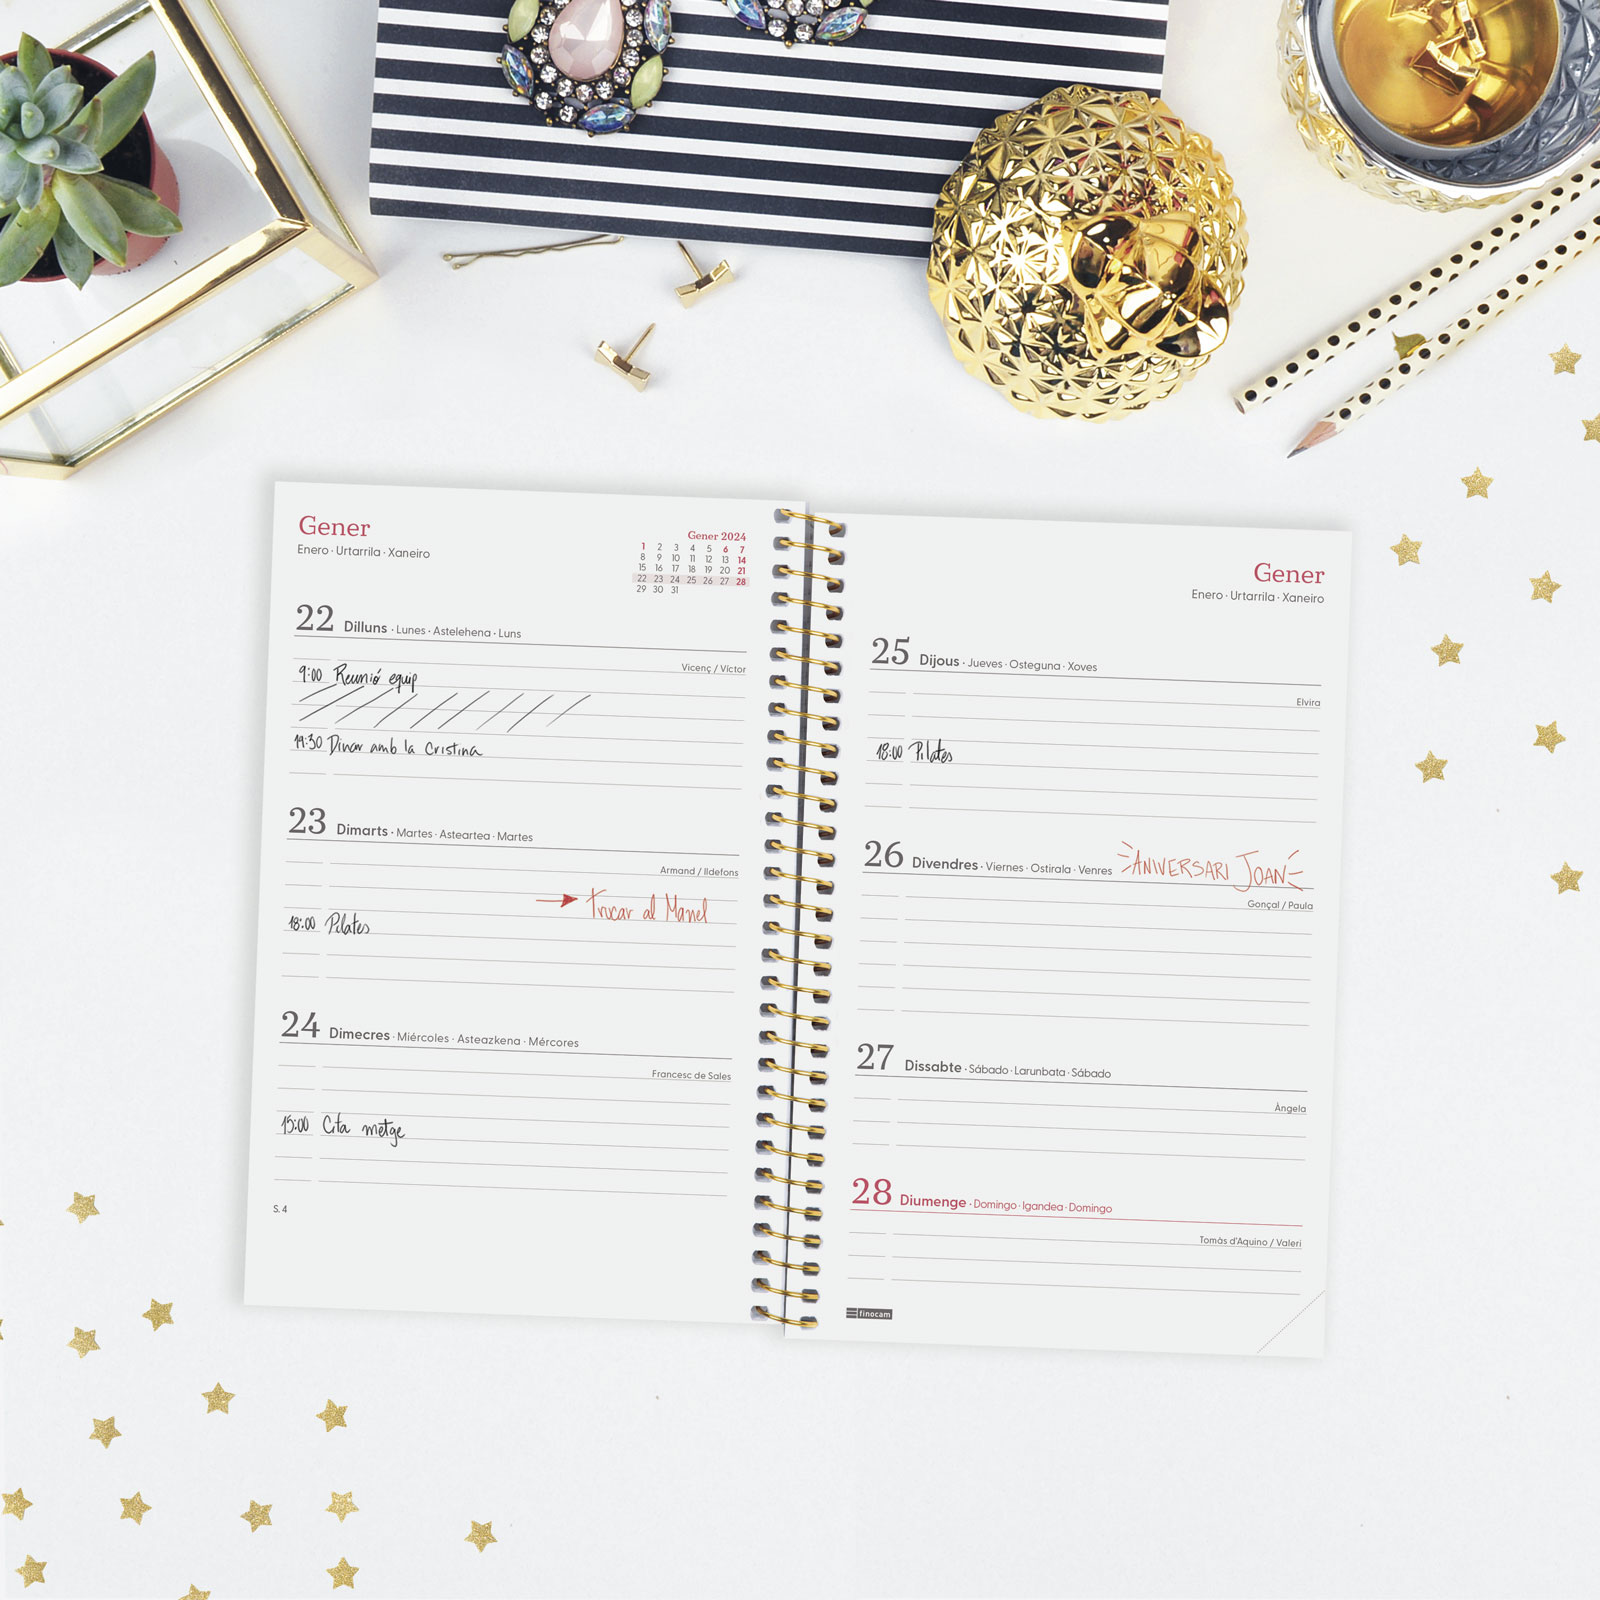 Gener
Enero · Urtarrila · Xaneiro
Gener 2024
1 2 3 4 5 6 7
8 9 10 11 12 13 14
15 16 17 18 19 20 21
22 23 24 25 26 27 28
29 30 31
22 Dilluns · Lunes · Astelehena · Luns
Vicenç / Víctor
9:00 Reunió equip
14:30 Dinar amb la Cristina
23 Dimarts · Martes · Asteartea · Martes
Armand / Ildefons
→ Trucar al Manel
18:00 Pilates
24 Dimecres · Miércoles · Asteazkena · Mércores
Francesc de Sales
15:00 Cita metge
S. 4
Gener
Enero · Urtarrila · Xaneiro
25 Dijous · Jueves · Osteguna · Xoves
Elvira
18:00 Pilates
26 Divendres · Viernes · Ostirala · Venres ANIVERSARI JOAN
Gonçal / Paula
27 Dissabte · Sábado · Larunbata · Sábado
Àngela
28 Diumenge · Domingo · Igandea · Domingo
Tomàs d'Aquino / Valeri
finocam